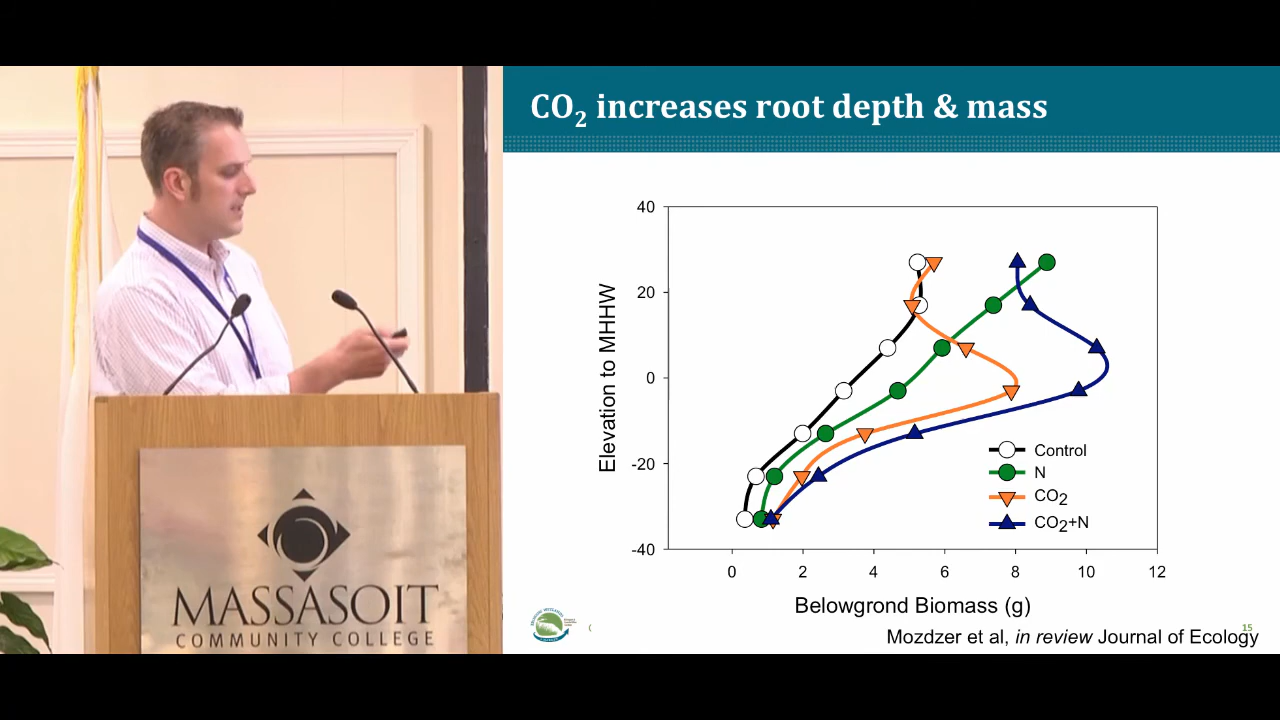 CO2 increases root depth & mass
40
20
0
-20
-40
Elevation to MHHW
Control
N
CO2
CO2+N
0 2 4 6 8 10 12
Belowgrond Biomass (g)
15
Mozdzer et al, in review Journal of Ecology
MASSASOIT
COMMUNITY COLLEGE